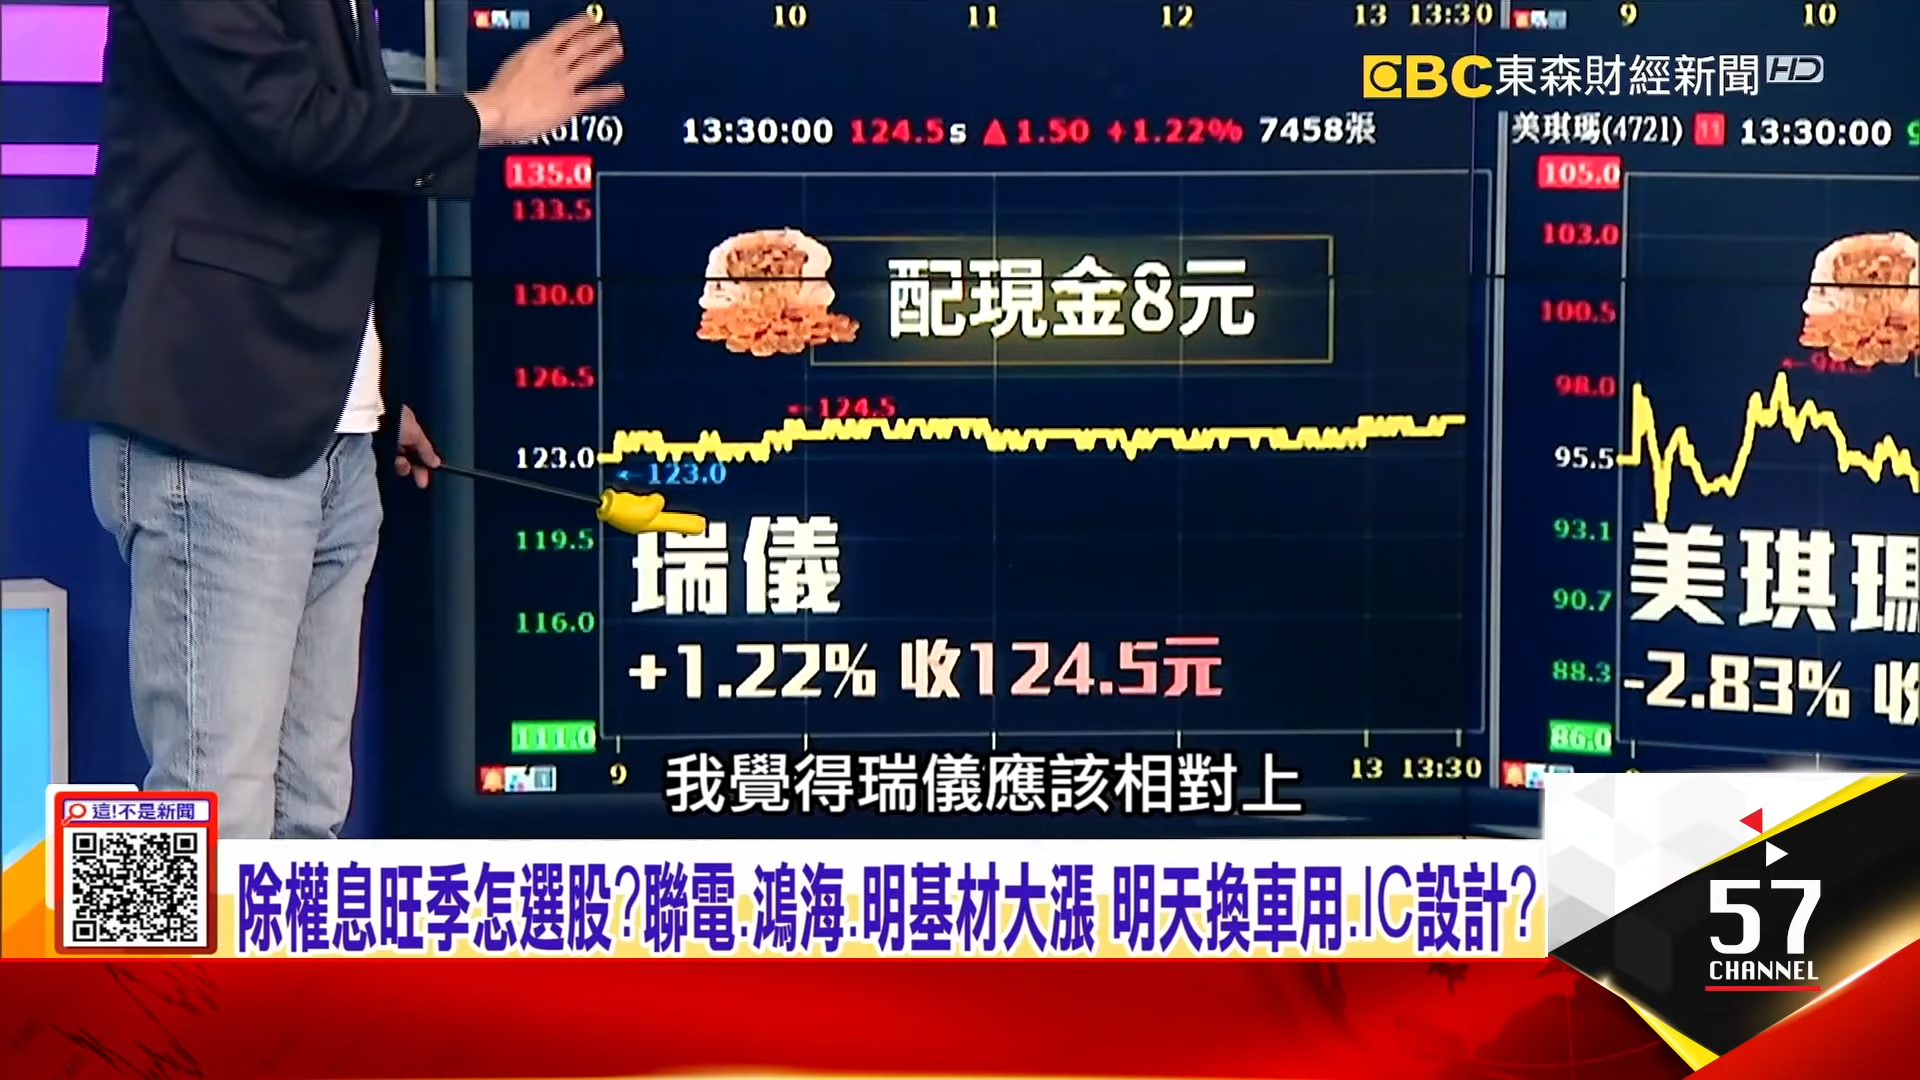 9 10 11 12 13 13:30
9 10
EBC東森財經新聞HD
(6176) 13:30:00 124.5s ▲1.50 +1.22% 7458張
美琪瑪(4721) 11 13:30:00
135.0
133.5
130.0
126.5
123.0
119.5
116.0
111.0
配現金8元
←124.5
←123.0
瑞儀
+1.22% 收124.5元
9 13 13:30
105.0
103.0
100.5
98.0
95.5
93.1
90.7
88.3
86.0
美琪瑪
-2.83% 收
我覺得瑞儀應該相對上
這!不是新聞
除權息旺季怎選股?聯電.鴻海.明基材大漲 明天換車用.IC設計?
57
CHANNEL